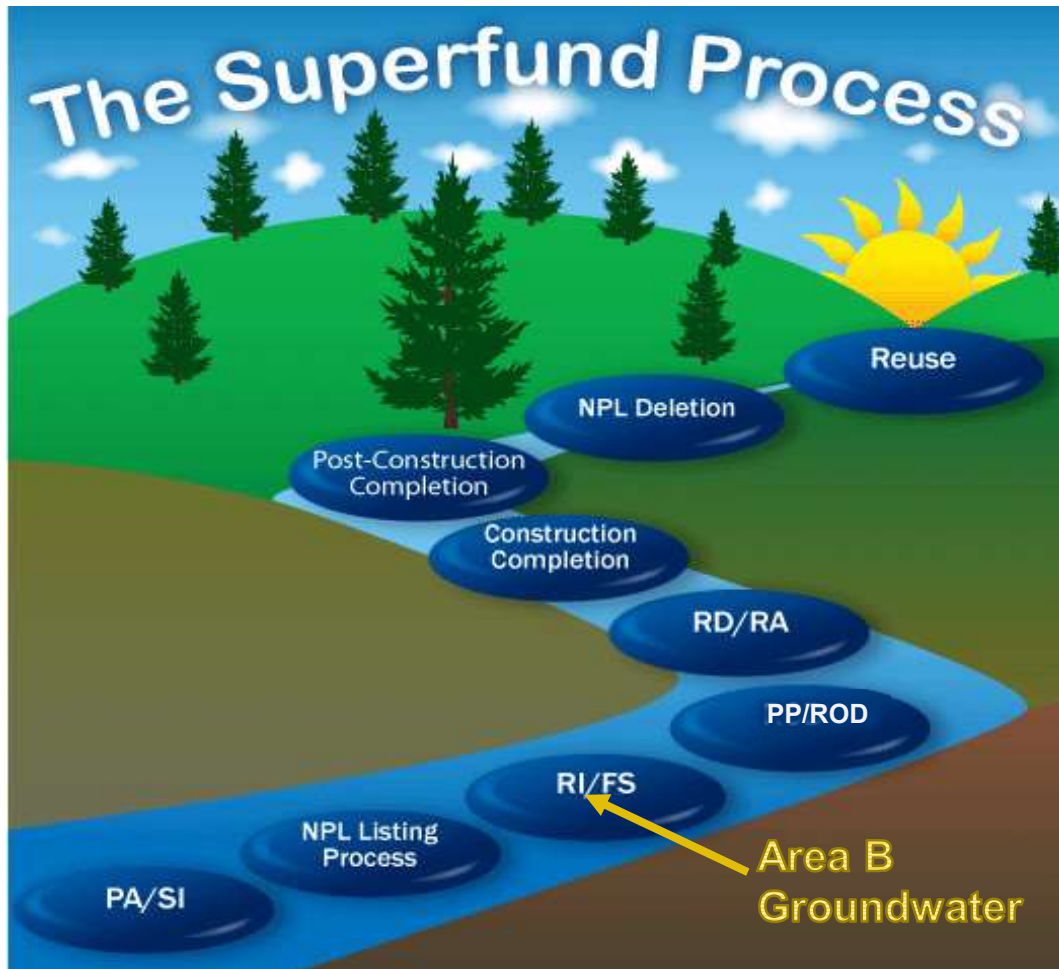 The Superfund Process
Reuse
NPL Deletion
Post-Construction
Completion
Construction
Completion
RD/RA
PP/ROD
RI/FS
NPL Listing
Process
PA/SI
Area B
Groundwater